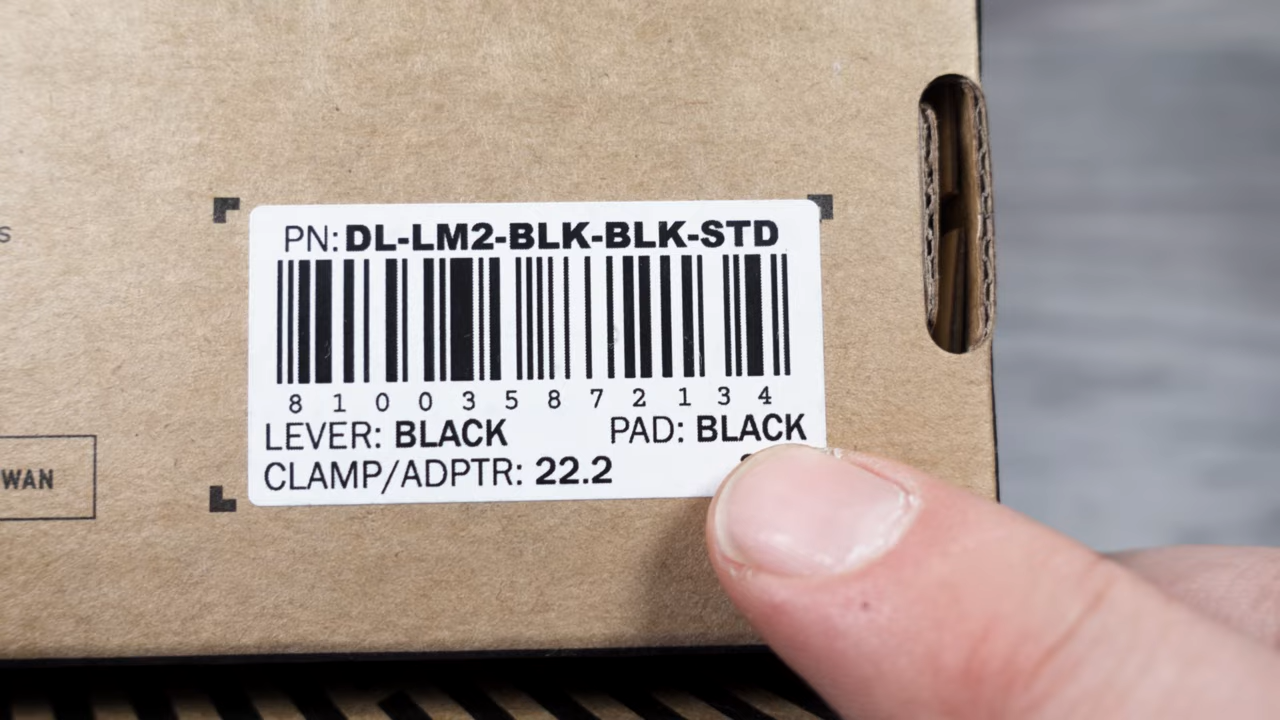 PN: DL-LM2-BLK-BLK-STD
8 1 0 0 3 5 8 7 2 1 3 4
LEVER: BLACK PAD: BLACK
CLAMP/ADPTR: 22.2